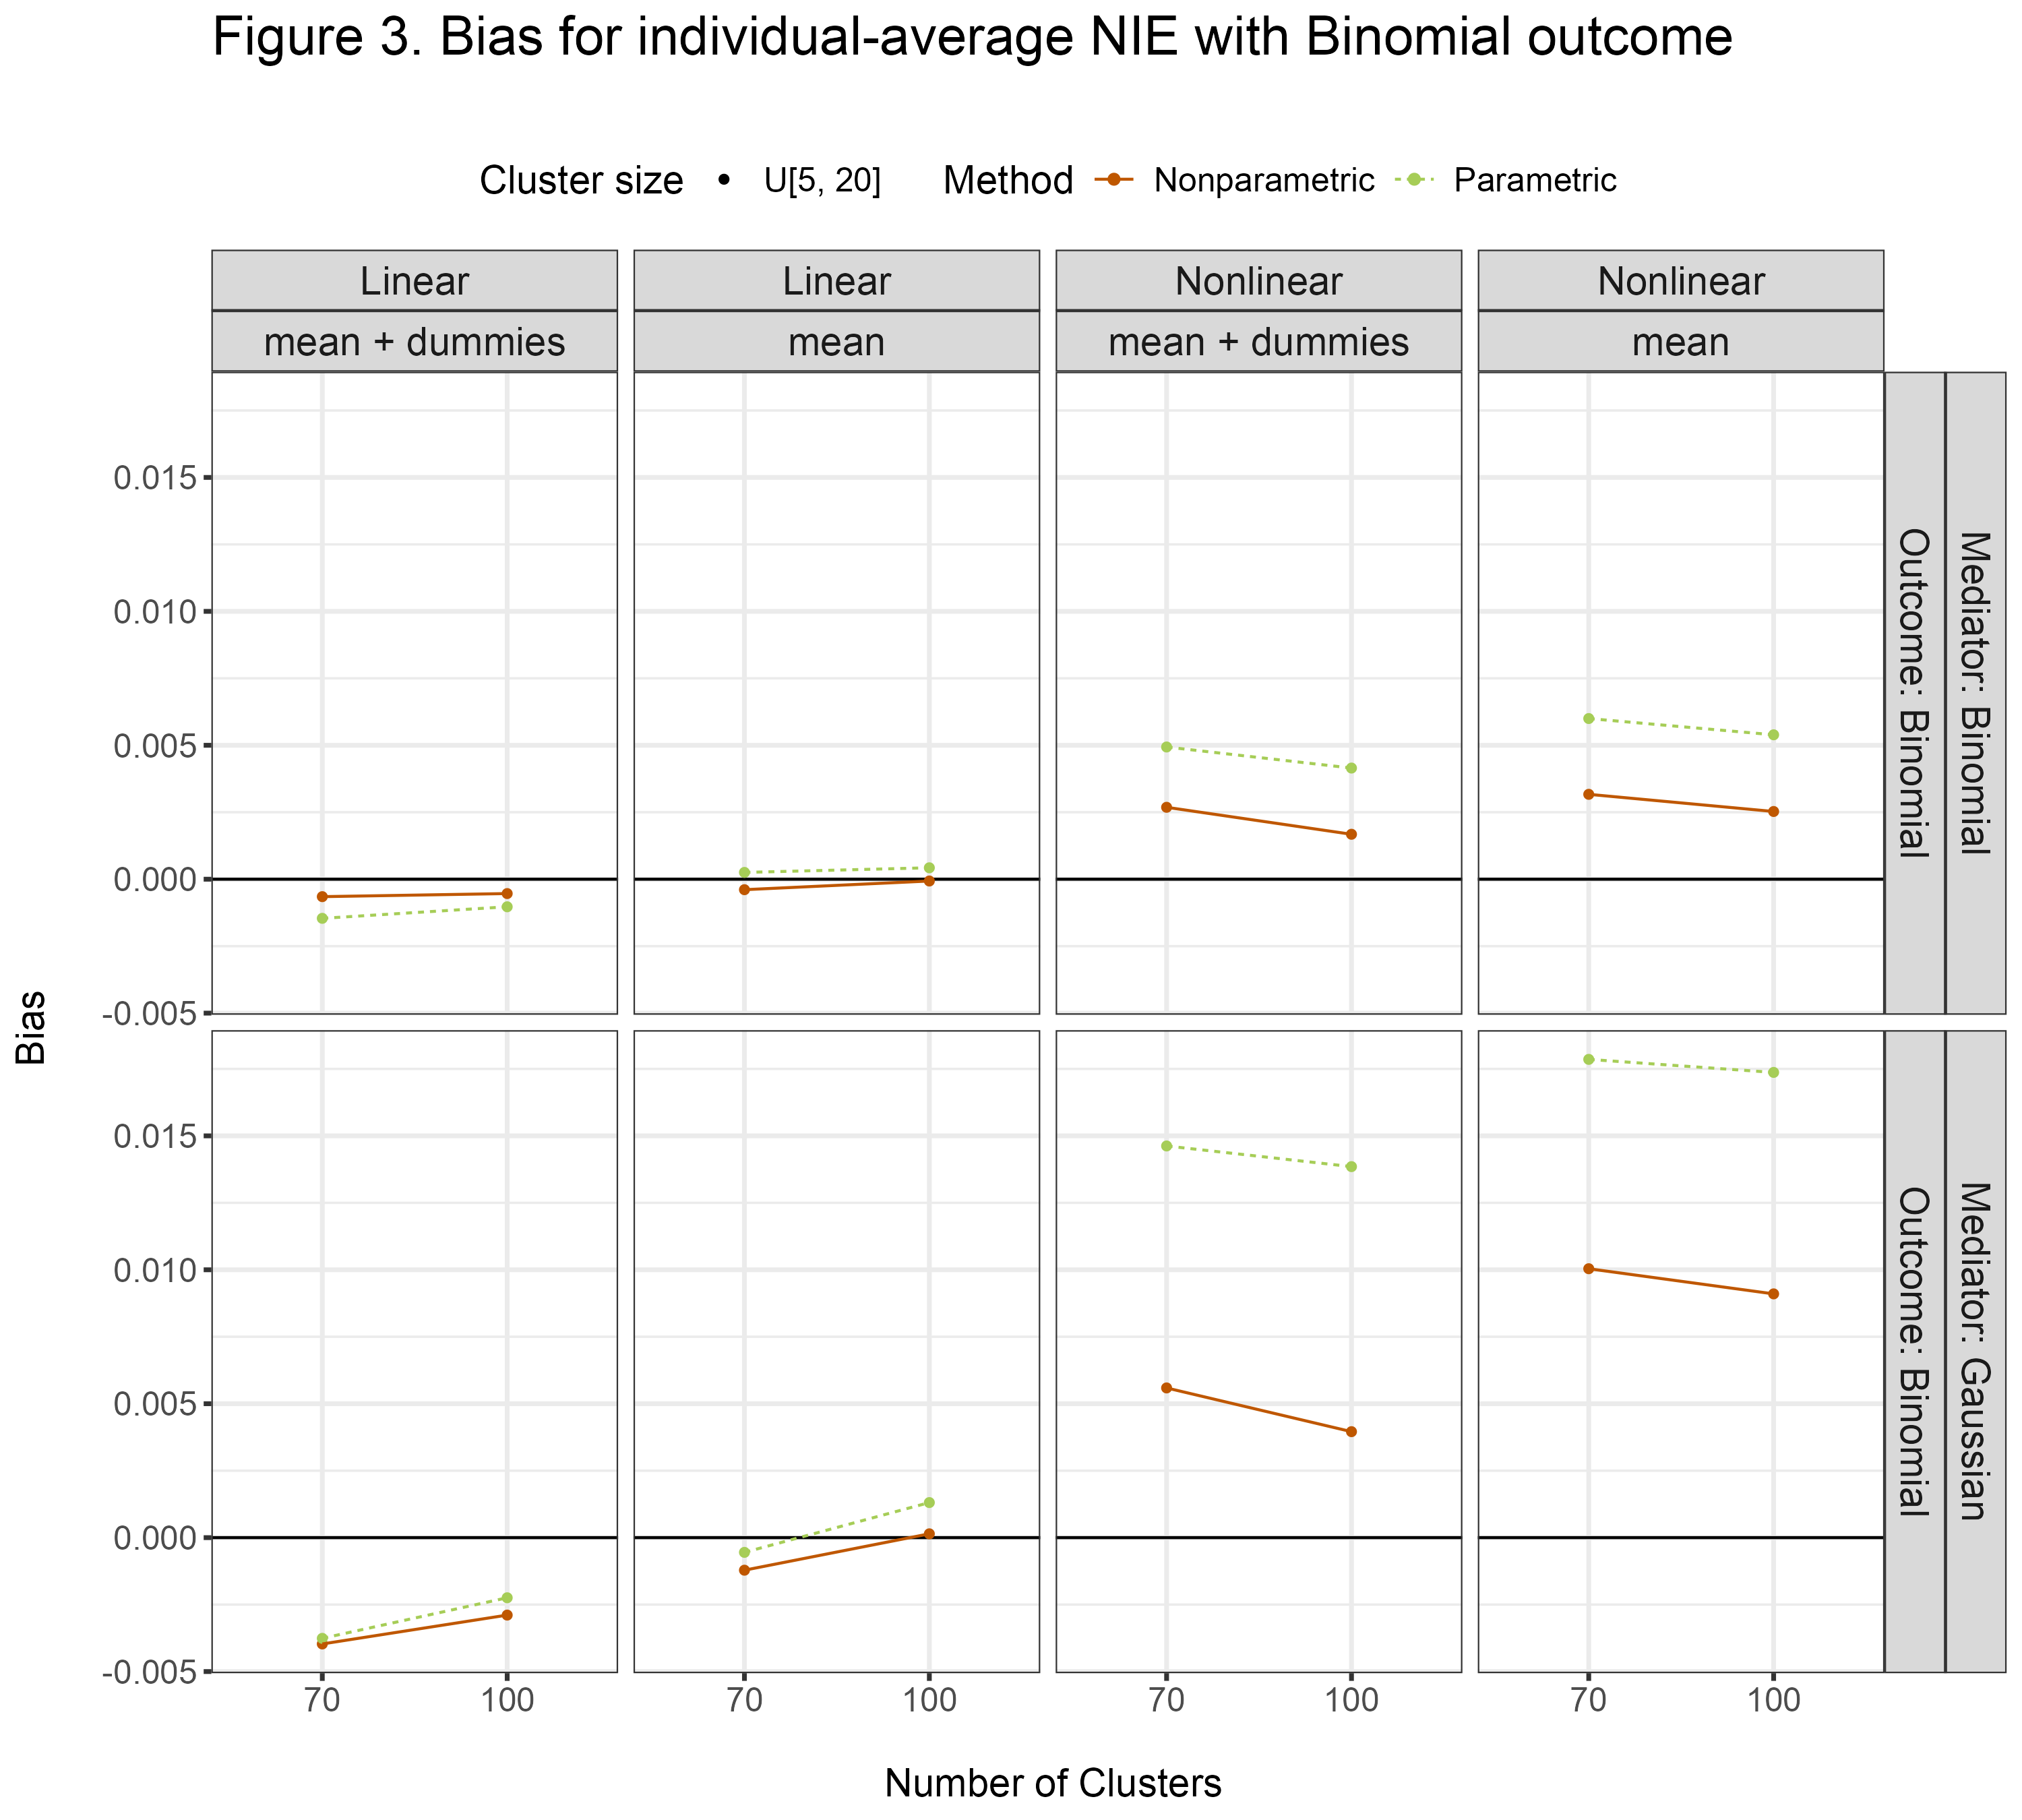 Figure 3. Bias for individual-average NIE with Binomial outcome
Cluster size U[5, 20] Method Nonparametric Parametric
Linear Linear Nonlinear Nonlinear
mean + dummies mean mean + dummies mean
0.015
0.010
0.005
0.000
-0.005
Outcome: Binomial
Mediator: Binomial
Bias
0.015
0.010
0.005
0.000
-0.005
Outcome: Binomial
Mediator: Gaussian
70 100 70 100 70 100 70 100
Number of Clusters